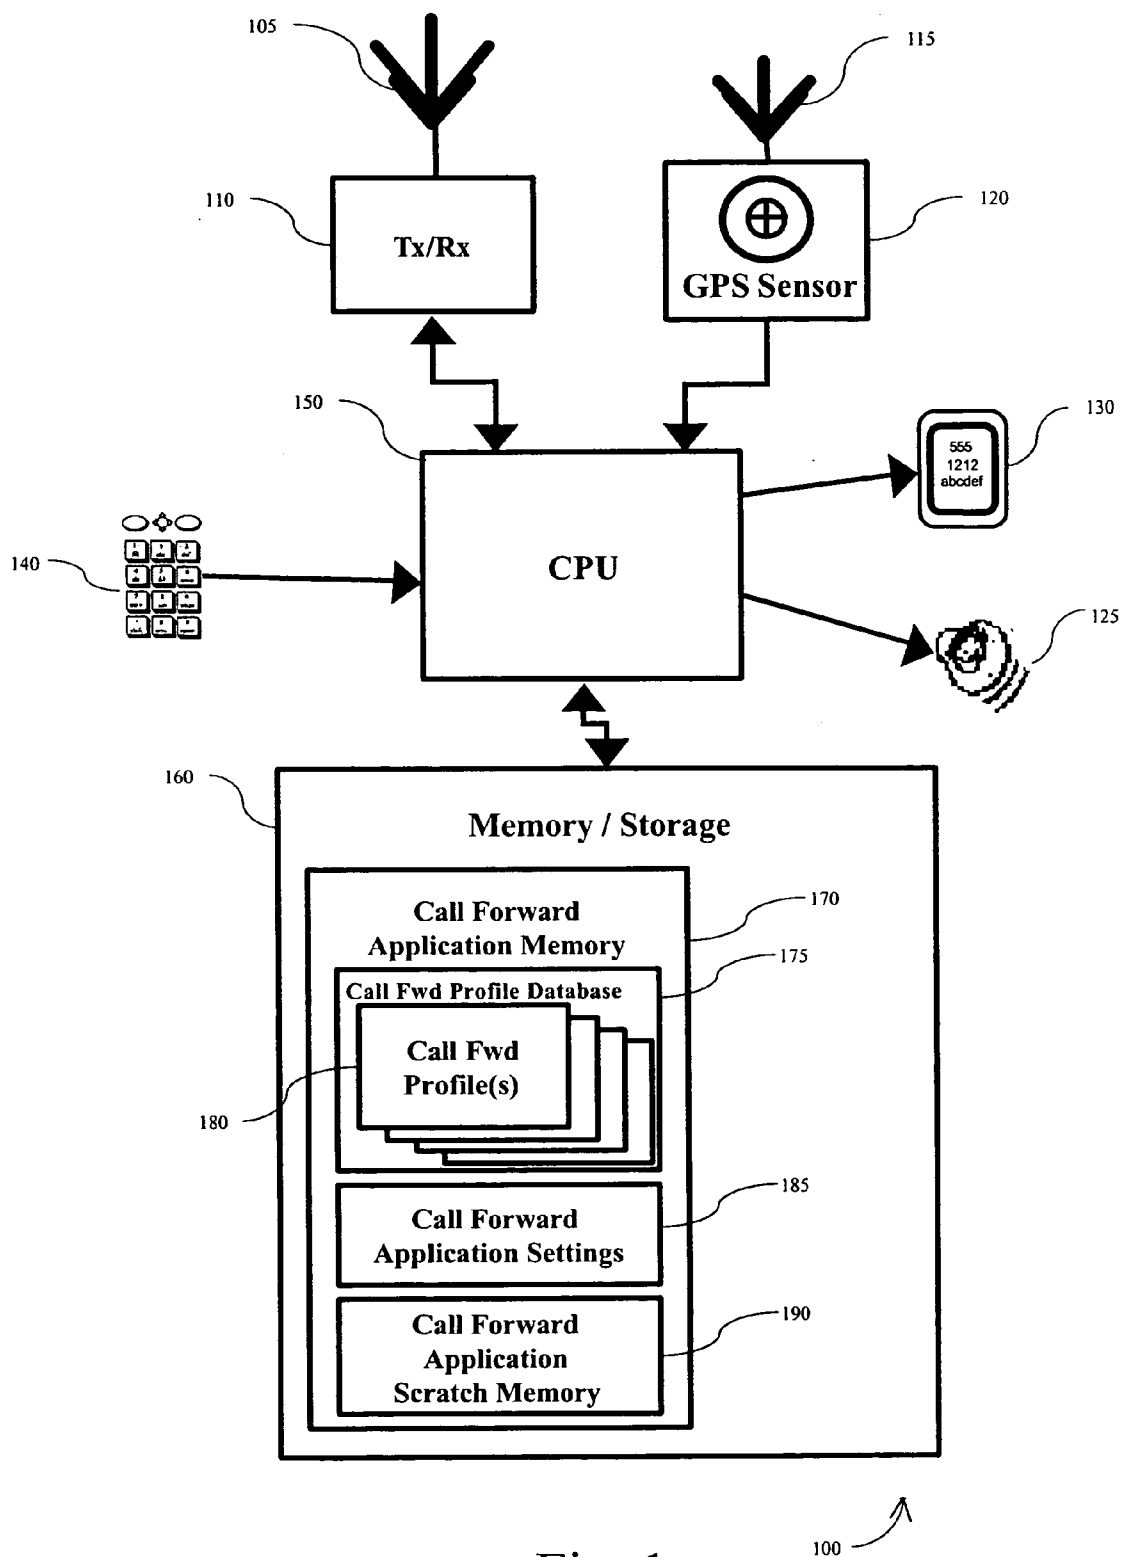 105
115
110
120
Tx/Rx
GPS Sensor
150
130
555
1212
abcdef
140
CPU
125
160
Memory / Storage
170
Call Forward
Application Memory
175
Call Fwd Profile Database
Call Fwd
Profile(s)
180
185
Call Forward
Application Settings
190
Call Forward
Application
Scratch Memory
100